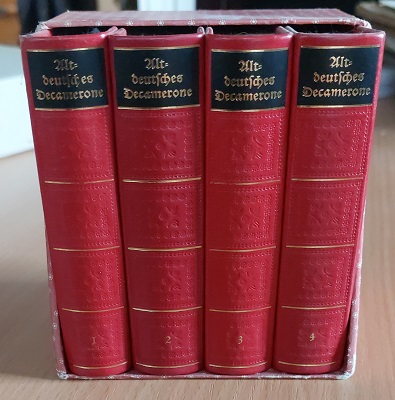 Alt-
deutsches
Decamerone
1
Alt-
deutsches
Decamerone
2
Alt-
deutsches
Decamerone
3
Alt-
deutsches
Decamerone
4